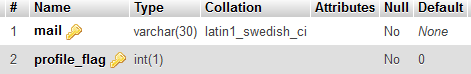 # Name Type Collation Attributes Null Default
1 mail varchar(30) latin1_swedish_ci No None
2 profile_flag int(1) No 0